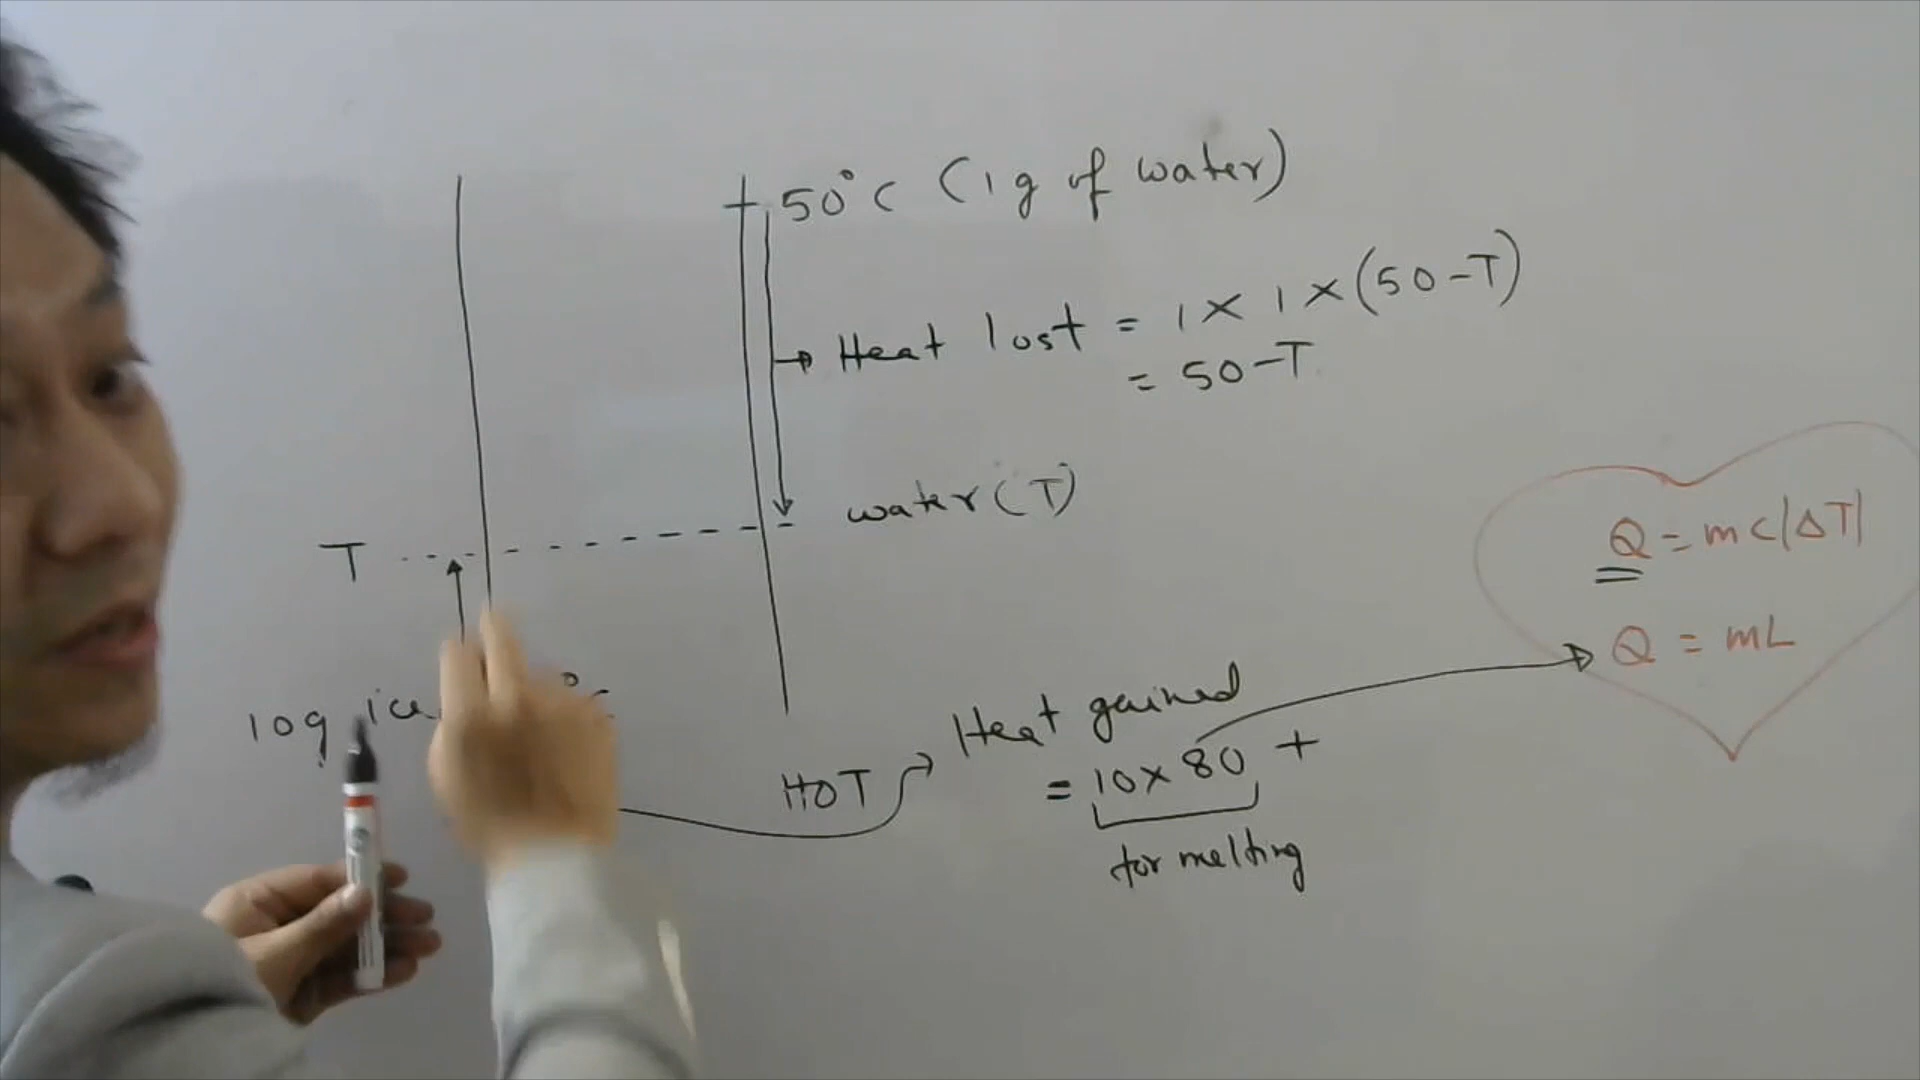 50°C (1g of water)
Heat lost = 1 × 1 × (50-T)
= 50-T
water (T)
T
Q = mc|ΔT|
Q = mL
10g
°C
HOT
Heat gained
= 10 × 80 +
for melting